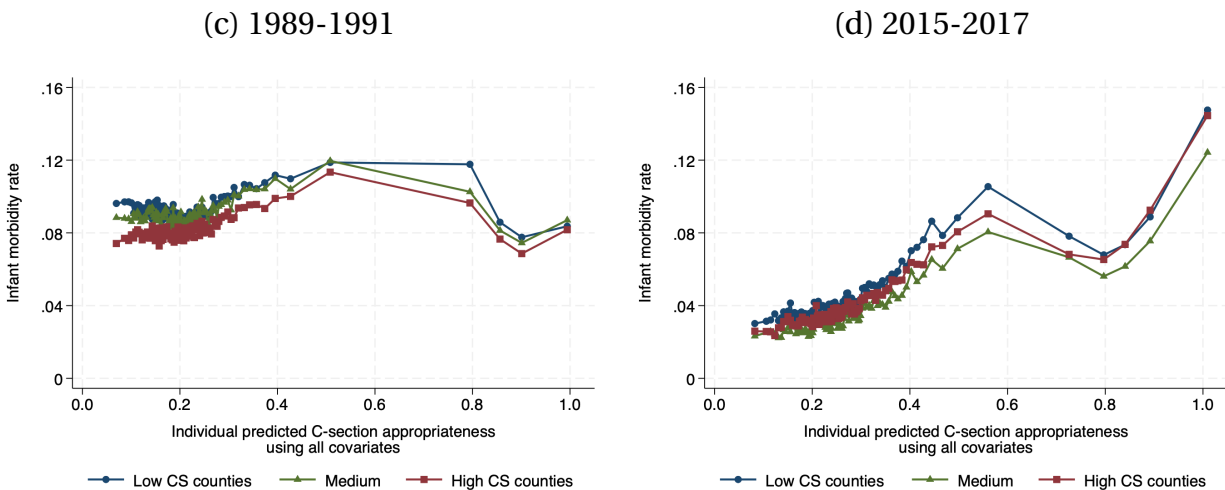 (c) 1989-1991
Infant morbidity rate
.16
.12
.08
.04
0
0.0 0.2 0.4 0.6 0.8 1.0
Individual predicted C-section appropriateness
using all covariates
Low CS counties Medium High CS counties
(d) 2015-2017
Infant morbidity rate
.16
.12
.08
.04
0
0.0 0.2 0.4 0.6 0.8 1.0
Individual predicted C-section appropriateness
using all covariates
Low CS counties Medium High CS counties